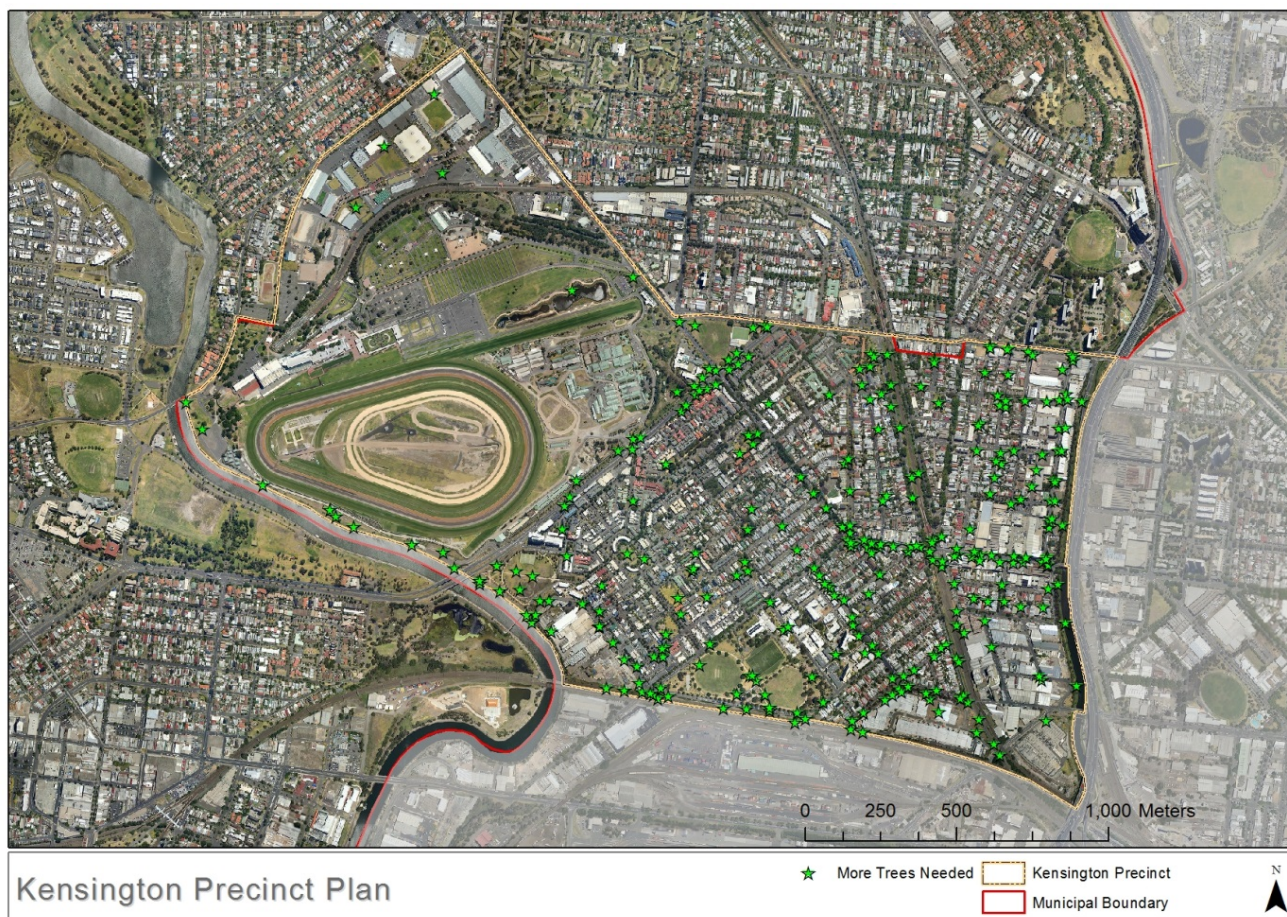 0 250 500 1,000 Meters
Kensington Precinct Plan
More Trees Needed
Kensington Precinct
Municipal Boundary
N